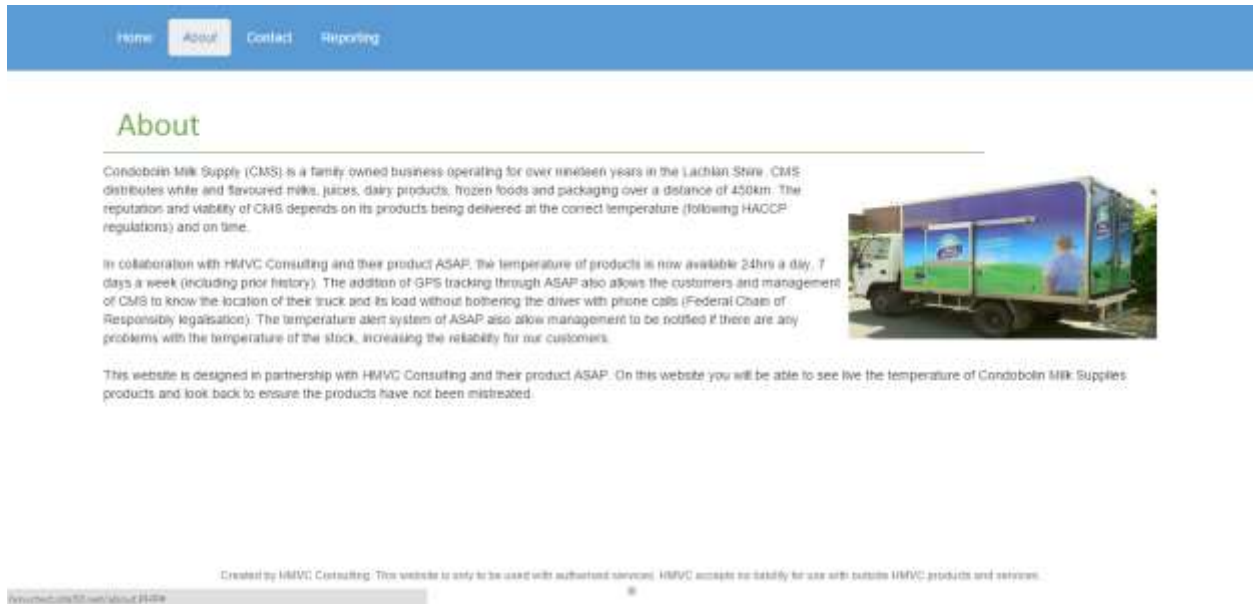 Home About Contact Reporting
About
Condobolin Milk Supply (CMS) is a family owned business operating for over nineteen years in the Lachlan Shire. CMS
distributes white and flavoured milks, juices, dairy products, frozen foods and packaging over a distance of 450km. The
reputation and viability of CMS depends on its products being delivered at the correct temperature (following HACCP
regulations) and on time.
In collaboration with HMVC Consulting and their product ASAP, the temperature of products is now available 24hrs a day, 7
days a week (including prior history). The addition of GPS tracking through ASAP also allows the customers and management
of CMS to know the location of their truck and its load without bothering the driver with phone calls (Federal Chain of
Responsibly legalisation). The temperature alert system of ASAP also allow management to be notified if there are any
problems with the temperature of the stock, increasing the reliability for our customers.
This website is designed in partnership with HMVC Consulting and their product ASAP. On this website you will be able to see live the temperature of Condobolin Milk Supplies
products and look back to ensure the products have not been mistreated.
Created by HMVC Consulting. This website is only to be used with authorised services. HMVC accepts no liability for use with outside HMVC products and services.